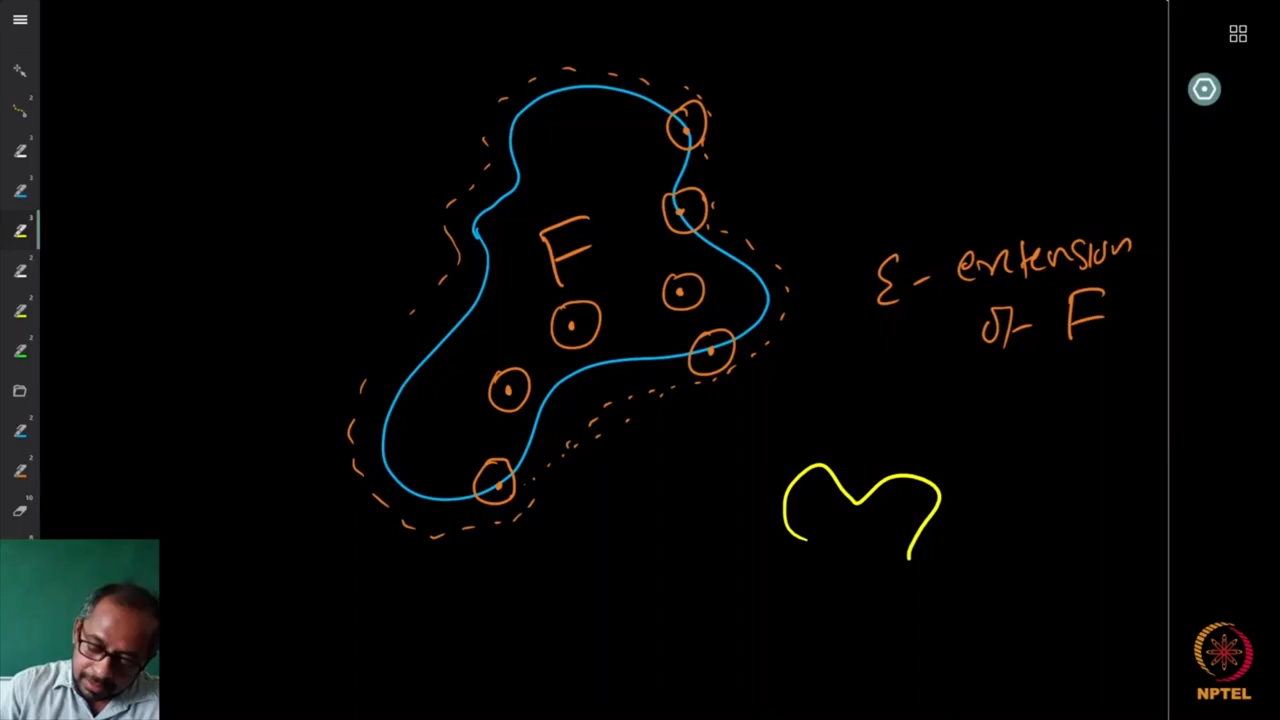 F
ε- extension
of F
NPTEL